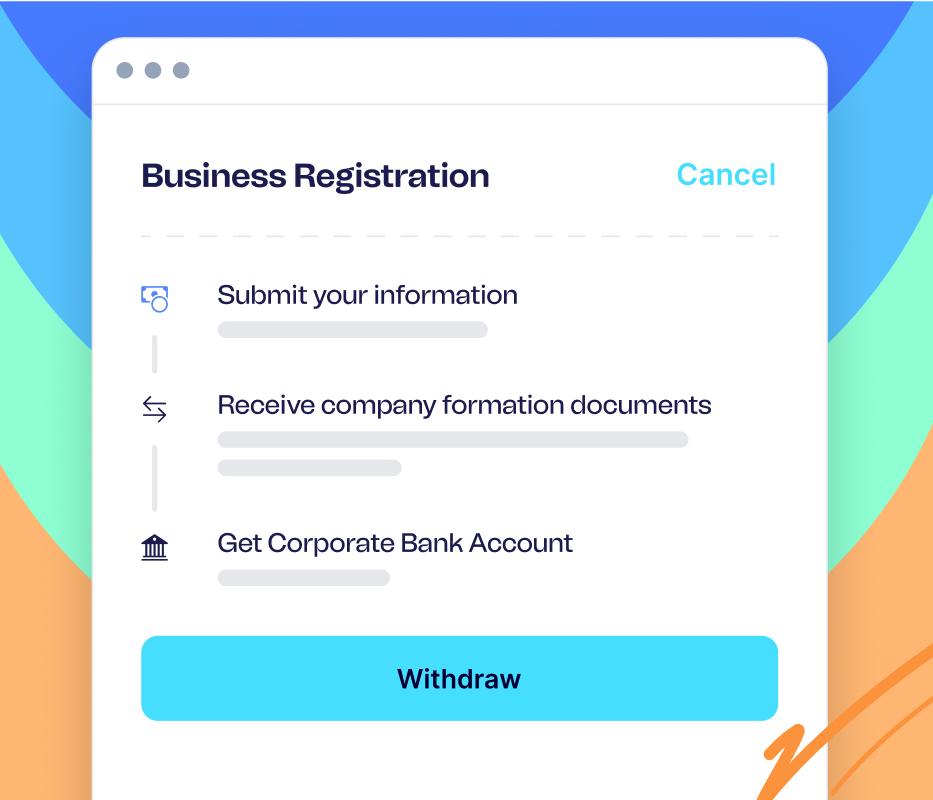 Business Registration
Cancel
Submit your information
Receive company formation documents
Get Corporate Bank Account
Withdraw